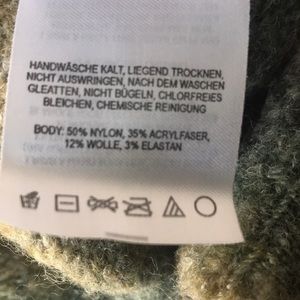 HANDWÄSCHE KALT, LIEGEND TROCKNEN,
NICHT AUSWRINGEN, NACH DEM WASCHEN
GLEATTEN, NICHT BÜGELN, CHLORFREIES
BLEICHEN, CHEMISCHE REINIGUNG
BODY: 50% NYLON, 35% ACRYLFASER,
12% WOLLE, 3% ELASTAN